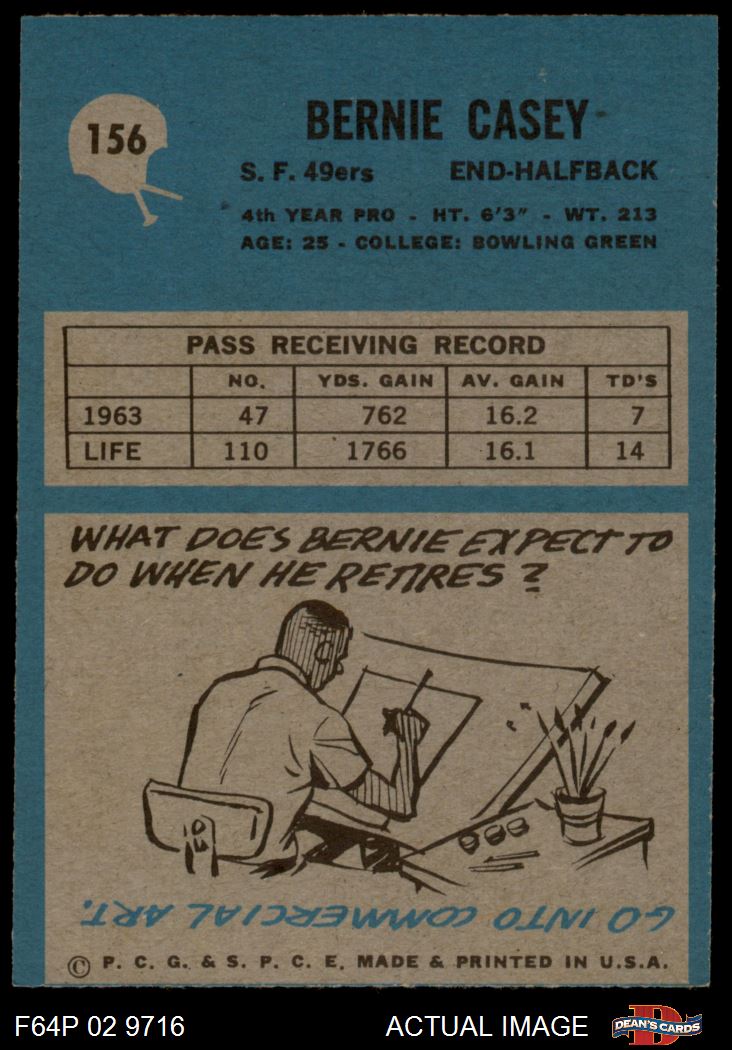 156
BERNIE CASEY
S. F. 49ers END-HALFBACK
4th YEAR PRO - HT. 6'3" - WT. 213
AGE: 25 - COLLEGE: BOWLING GREEN
PASS RECEIVING RECORD
NO. YDS. GAIN AV. GAIN TD'S
1963 47 762 16.2 7
LIFE 110 1766 16.1 14
WHAT DOES BERNIE EXPECT TO
DO WHEN HE RETIRES?
GO INTO COMMERCIAL ART.
© P. C. G. & S. P. C. E. MADE & PRINTED IN U.S.A.
F64P 02 9716 ACTUAL IMAGE D DEAN'S CARDS